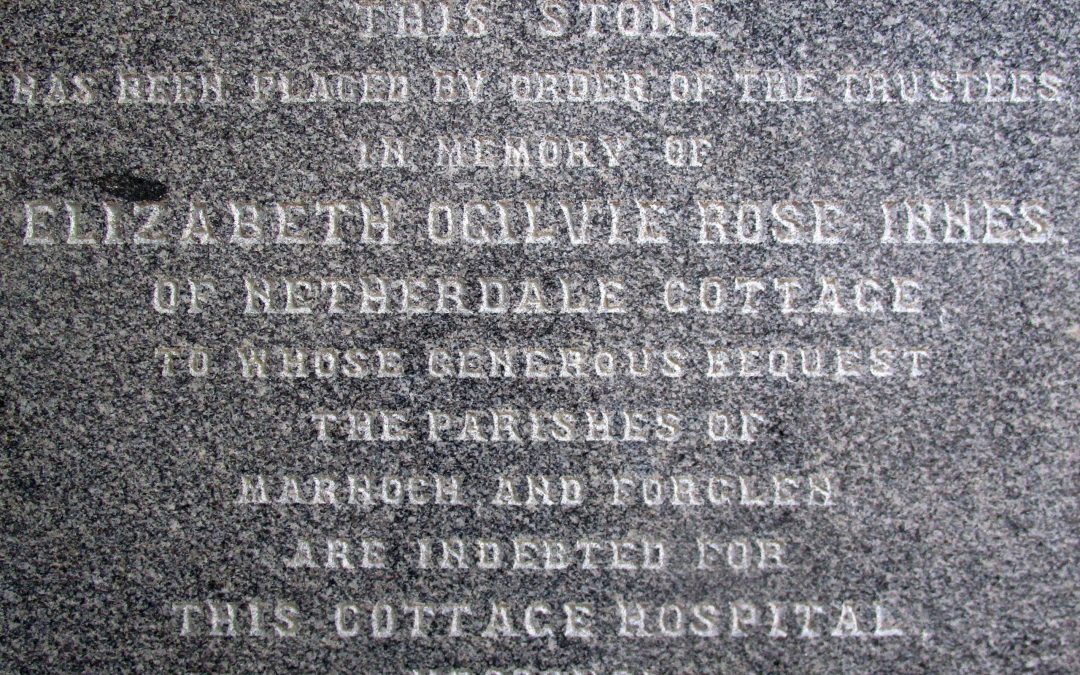 THIS STONE
HAS BEEN PLACED BY ORDER OF THE TRUSTEES
IN MEMORY OF
ELIZABETH OGILVIE ROSE INNES,
OF NETHERDALE COTTAGE,
TO WHOSE GENEROUS BEQUEST
THE PARISHES OF
MARNOCH AND FORGLEN
ARE INDEBTED FOR
THIS COTTAGE HOSPITAL,